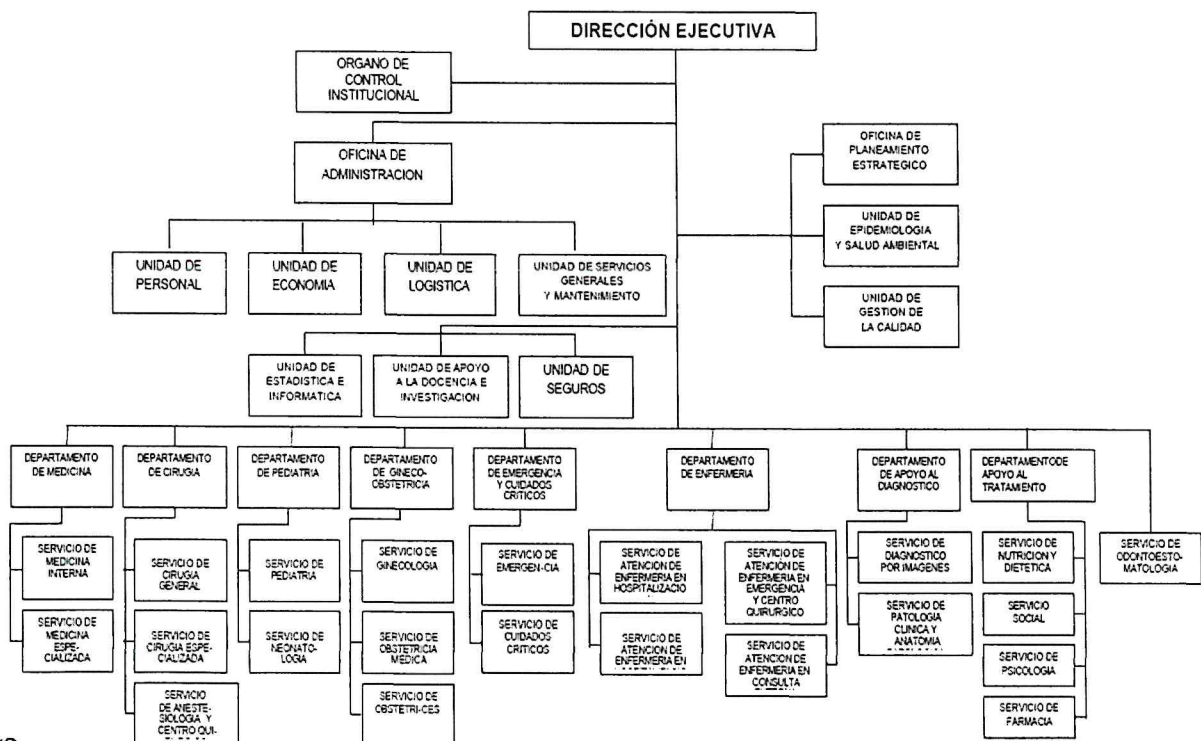 DIRECCIÓN EJECUTIVA
ORGANO DE
CONTROL
INSTITUCIONAL
OFICINA DE
ADMINISTRACION
OFICINA DE
PLANEAMIENTO
ESTRATEGICO
UNIDAD DE
EPIDEMIOLOGIA
Y SALUD AMBIENTAL
UNIDAD DE
GESTION DE
LA CALIDAD
UNIDAD DE
PERSONAL
UNIDAD DE
ECONOMIA
UNIDAD DE
LOGISTICA
UNIDAD DE SERVICIOS
GENERALES
Y MANTENIMIENTO
UNIDAD DE
ESTADISTICA E
INFORMATICA
UNIDAD DE APOYO
A LA DOCENCIA E
INVESTIGACION
UNIDAD DE
SEGUROS
DEPARTAMENTO
DE MEDICINA
DEPARTAMENTO
DE CIRUGIA
DEPARTAMENTO
DE PEDIATRIA
DEPARTAMENTO
DE GINECO-
OBSTETRICIA
DEPARTAMENTO
DE EMERGENCIA
Y CUIDADOS
CRITICOS
DEPARTAMENTO
DE ENFERMERIA
DEPARTAMENTO
DE APOYO AL
DIAGNOSTICO
DEPARTAMENTODE
APOYO AL
TRATAMIENTO
SERVICIO DE
MEDICINA
INTERNA
SERVICIO DE
MEDICINA
ESPE-
CIALIZADA
SERVICIO DE
CIRUGIA
GENERAL
SERVICIO DE
CIRUGIA ESPE-
CIALIZADA
SERVICIO
DE ANESTE-
SIOLOGIA Y
CENTRO QUI-
SERVICIO DE
PEDIATRIA
SERVICIO DE
NEONATO-
LOGIA
SERVICIO DE
GINECOLOGIA
SERVICIO DE
OBSTETRICIA
MEDICA
SERVICIO DE
OBSTETRI-CES
SERVICIO DE
EMERGEN-CIA
SERVICIO DE
CUIDADOS
CRITICOS
SERVICIO DE
ATENCION DE
ENFERMERIA EN
HOSPITALIZACIO
SERVICIO DE
ATENCION DE
ENFERMERIA EN
SERVICIO DE
ATENCION DE
ENFERMERIA EN
EMERGENCIA
Y CENTRO
QUIRURGICO
SERVICIO DE
ATENCION DE
ENFERMERIA EN
CONSULTA
SERVICIO DE
DIAGNOSTICO
POR IMAGENES
SERVICIO DE
PATOLOGIA
CLINICA Y
ANATOMIA
SERVICIO DE
NUTRICION Y
DIETETICA
SERVICIO
SOCIAL
SERVICIO DE
PSICOLOGIA
SERVICIO DE
FARMACIA
SERVICIO DE
ODONTOESTO-
MATOLOGIA